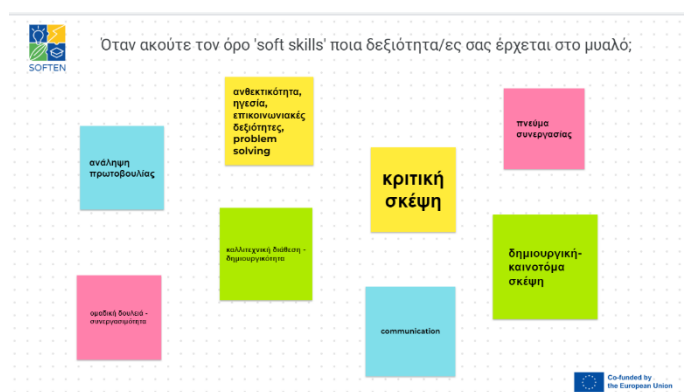 SOFTEN
Όταν ακούτε τον όρο 'soft skills' ποια δεξιότητα/ες σας έρχεται στο μυαλό;
ανθεκτικότητα,
ηγεσία,
επικοινωνιακές
δεξιότητες,
problem
solving
πνεύμα
συνεργασίας
ανάληψη
πρωτοβουλίας
κριτική
σκέψη
καλλιτεχνική διάθεση -
δημιουργικότητα
δημιουργική-
καινοτόμα
σκέψη
ομαδική δουλειά -
συνεργασιμότητα
communication
Co-funded by
the European Union